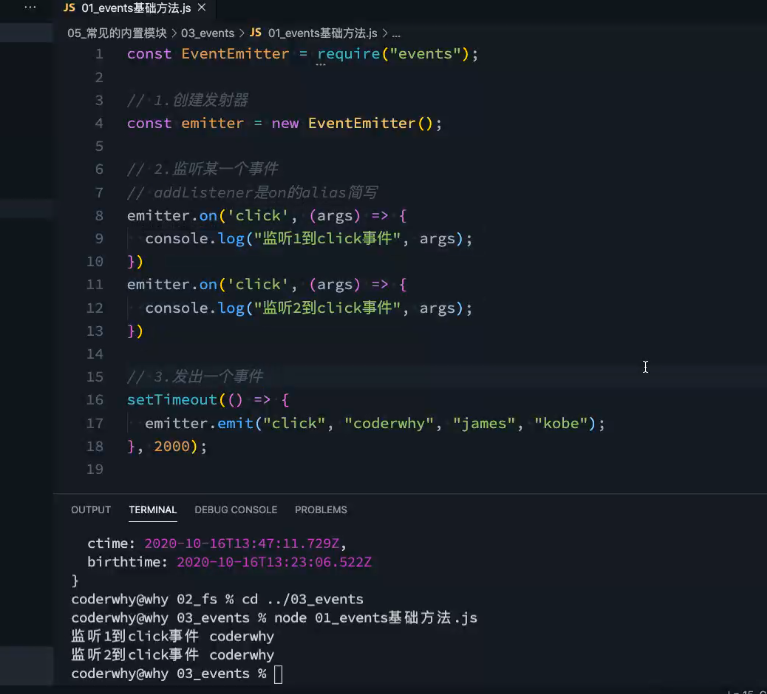 JS 01_events基础方法.js ×
05_常见的内置模块 > 03_events > JS 01_events基础方法.js > ...
1 const EventEmitter = require("events");
2
3 // 1.创建发射器
4 const emitter = new EventEmitter();
5
6 // 2.监听某一个事件
7 // addListener是on的alias简写
8 emitter.on('click', (args) => {
9 console.log("监听1到click事件", args);
10 })
11 emitter.on('click', (args) => {
12 console.log("监听2到click事件", args);
13 })
14
15 // 3.发出一个事件
16 setTimeout(() => {
17 emitter.emit("click", "coderwhy", "james", "kobe");
18 }, 2000);
19
OUTPUT TERMINAL DEBUG CONSOLE PROBLEMS
ctime: 2020-10-16T13:47:11.729Z,
birthtime: 2020-10-16T13:23:06.522Z
}
coderwhy@why 02_fs % cd ../03_events
coderwhy@why 03_events % node 01_events基础方法.js
监听1到click事件 coderwhy
监听2到click事件 coderwhy
coderwhy@why 03_events %